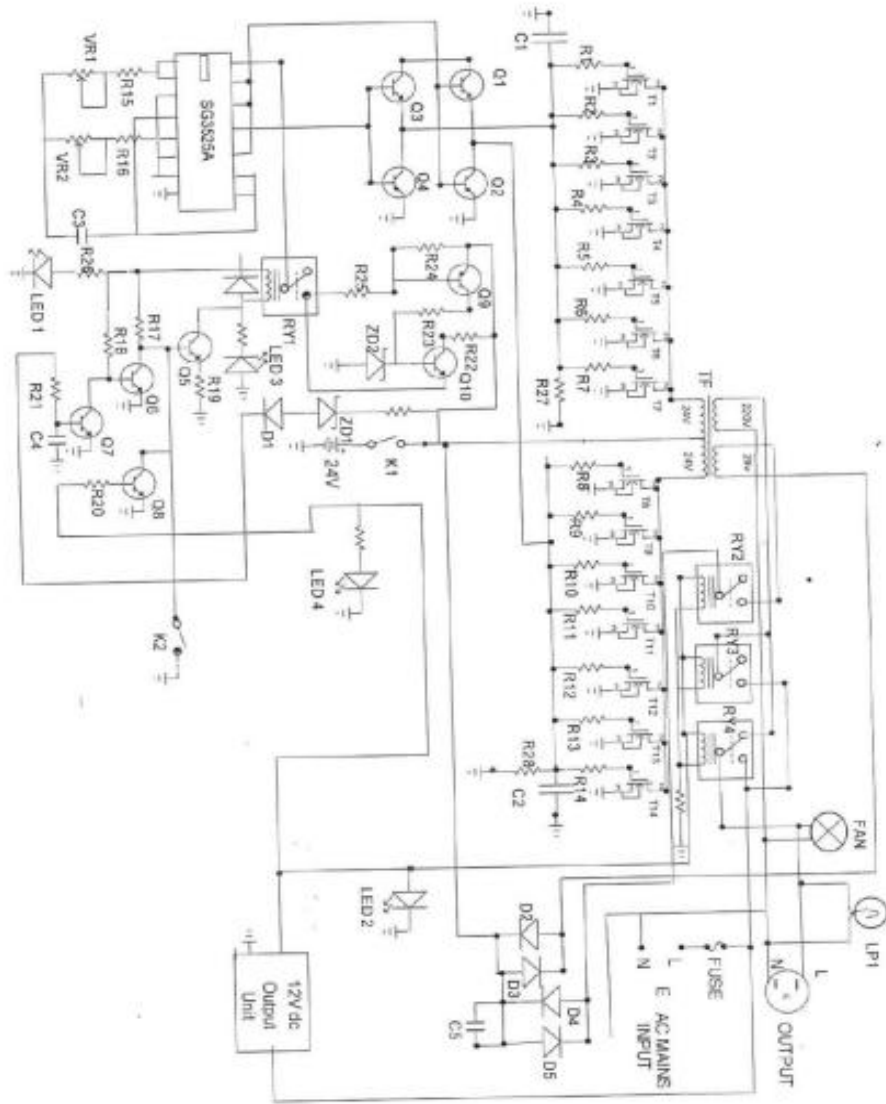 C1
R1
T1
R2
T2
R3
T3
R4
T4
R5
T5
R6
T6
R7
T7
R27
TF
24V
24V
220V
29v
Q1
Q3
Q4
Q2
VR1
R15
SG3525A
VR2
R16
C3
R26
LED 1
R17
R18
R24
R25
Q9
R23
R22
Q10
ZD2
RY1
LED 3
Q5
R19
Q6
Q7
R21
C4
Q8
R20
D1
ZD1
24V
K1
K2
LED 4
R8
R9
T9
R10
T10
R11
T11
R12
T12
R13
R14
T14
R28
C2
RY2
RY3
RY4
FAN
LP1
L
N
OUTPUT
FUSE
L
E
N
AC MAINS
INPUT
D2
D3
D4
D5
C5
LED 2
12V dc
Output
Unit